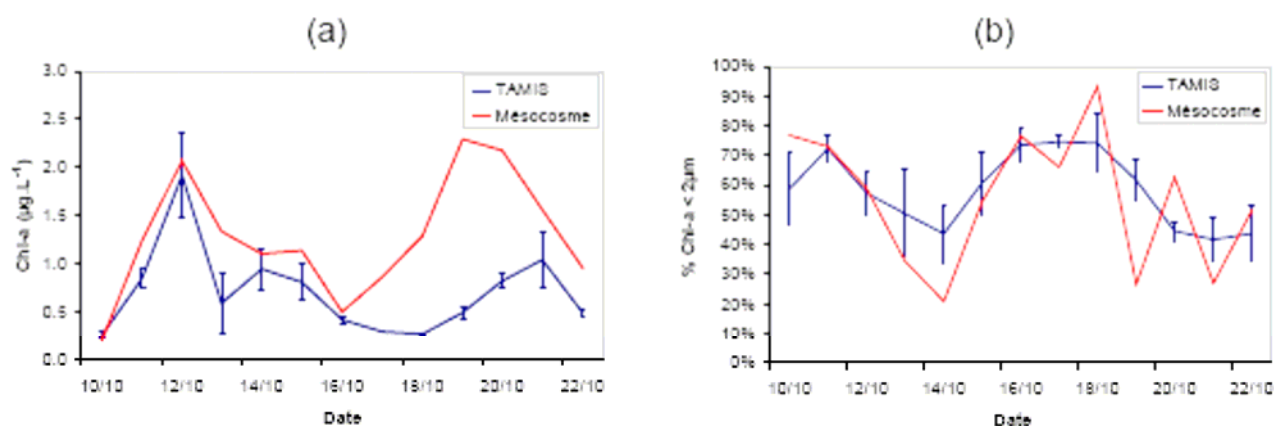 (a)
3.0
2.5
2.0
1.5
1.0
0.5
0.0
Chl-a (µg.L⁻¹)
TAMIS
Mésocosme
10/10 12/10 14/10 16/10 18/10 20/10 22/10
Date
(b)
100%
90%
80%
70%
60%
50%
40%
30%
20%
10%
0%
% Chl-a < 2µm
TAMIS
Mésocosme
10/10 12/10 14/10 16/10 18/10 20/10 22/10
Date